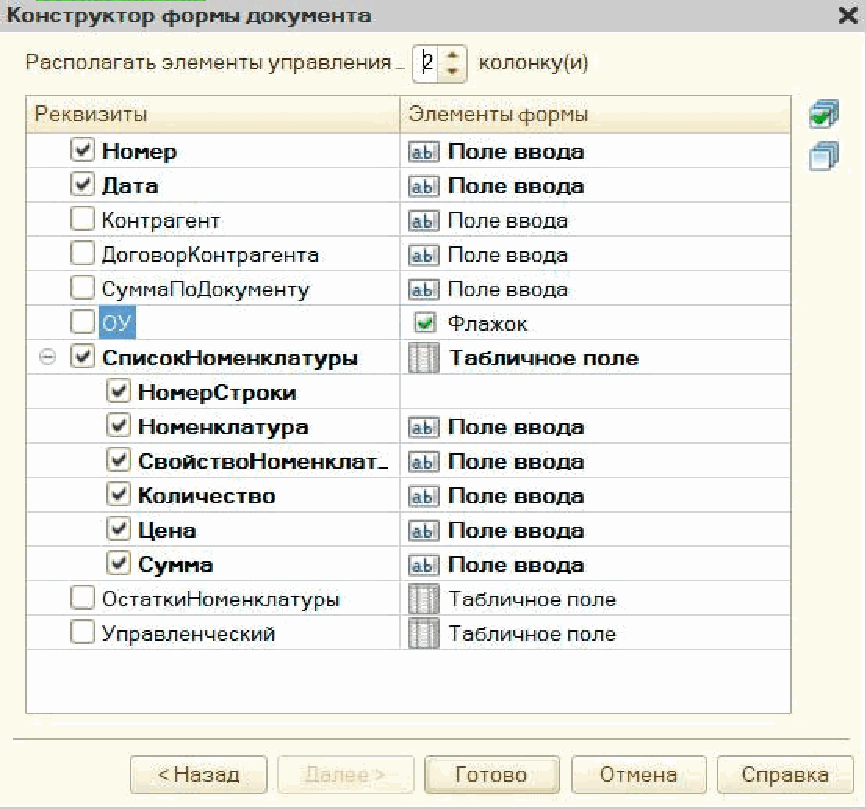 Конструктор формы документа
Располагать элементы управления _ 2 колонку(и)
Реквизиты Элементы формы
Номер Поле ввода
Дата Поле ввода
Контрагент Поле ввода
ДоговорКонтрагента Поле ввода
СуммаПоДокументу Поле ввода
ОУ Флажок
СписокНоменклатуры Табличное поле
НомерСтроки
Номенклатура Поле ввода
СвойствоНоменклат_ Поле ввода
Количество Поле ввода
Цена Поле ввода
Сумма Поле ввода
ОстаткиНоменклатуры Табличное поле
Управленческий Табличное поле
< Назад Далее > Готово Отмена Справка